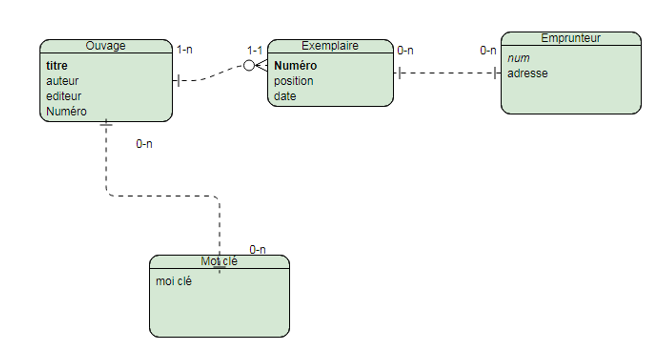 Ouvage
titre
auteur
editeur
Numéro
1-n
1-1
Exemplaire
Numéro
position
date
0-n
0-n
Emprunteur
num
adresse
0-n
0-n
Mot clé
moi clé